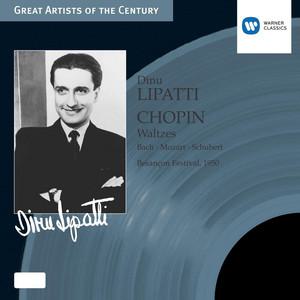 GREAT ARTISTS OF THE CENTURY
WARNER
CLASSICS
Dinu
LIPATTI
CHOPIN
Waltzes
Bach · Mozart · Schubert
Besançon Festival, 1950
Dinu Lipatti